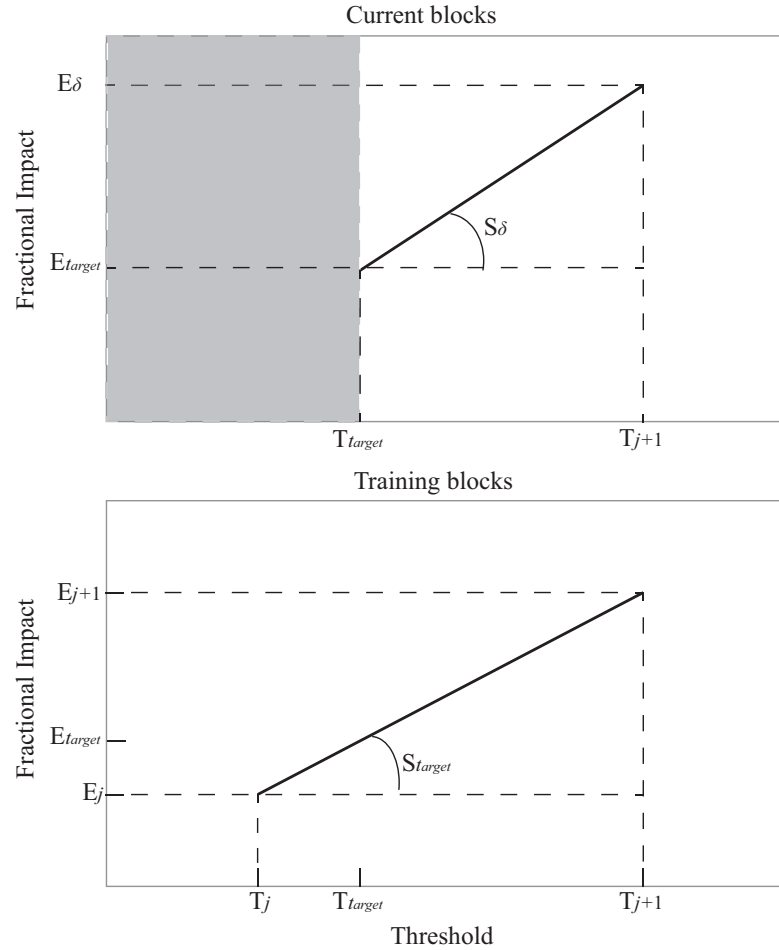 Current blocks
Eδ
Fractional Impact
Sδ
Etarget
Ttarget
Tj+1
Training blocks
Ej+1
Fractional Impact
Etarget
Starget
Ej
Tj
Ttarget
Tj+1
Threshold